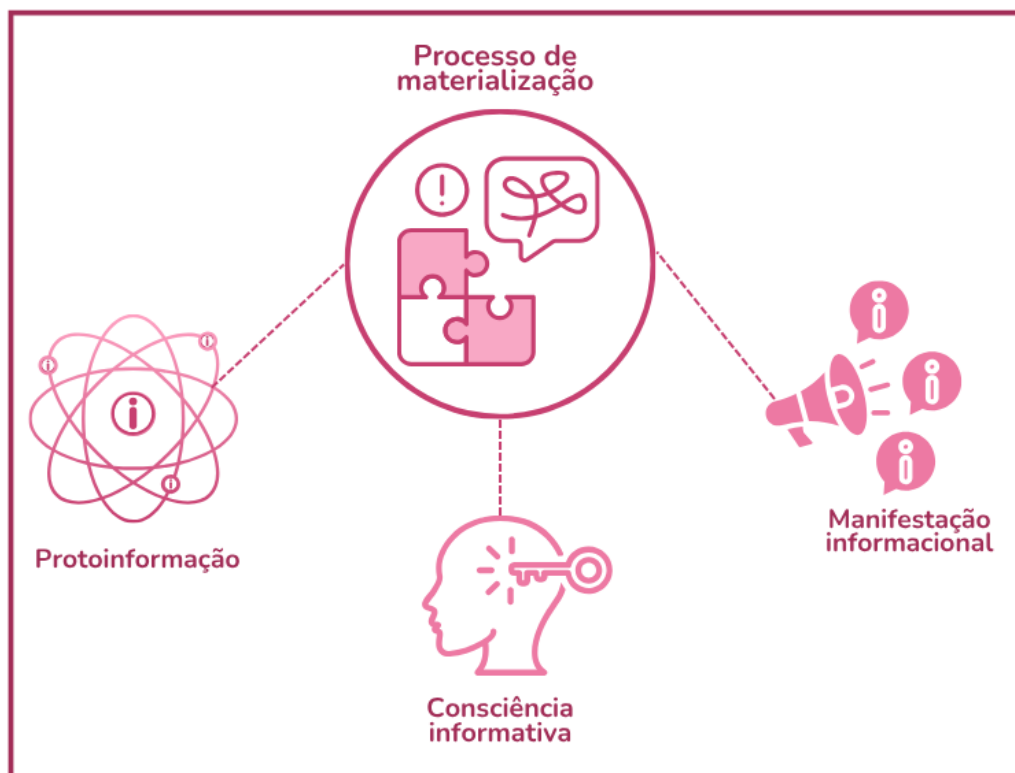 Processo de
materialização
Protoinformação
Manifestação
informacional
Consciência
informativa